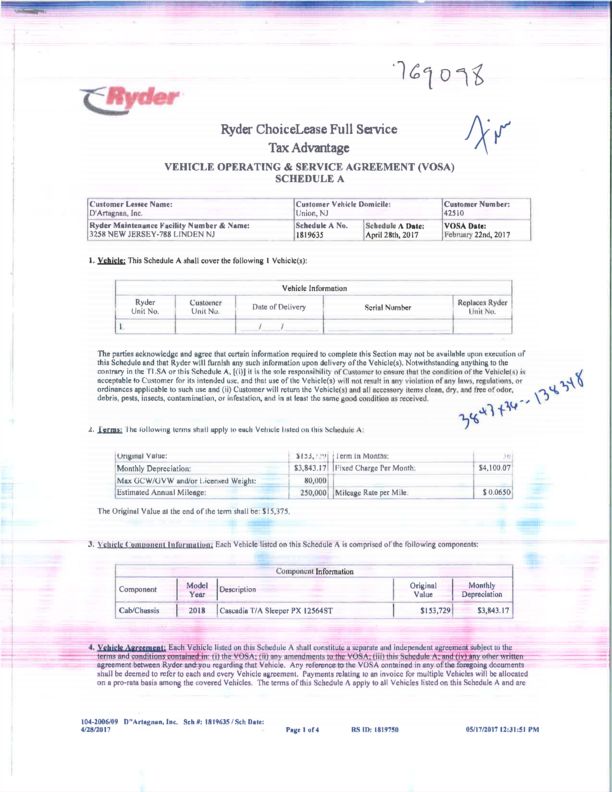 769098
Ryder
Ryder ChoiceLease Full Service
Tax Advantage
VEHICLE OPERATING & SERVICE AGREEMENT (VOSA)
SCHEDULE A
Customer Lessee Name:
D'Artagnan, Inc.
Customer Vehicle Domicile:
Union, NJ
Customer Number:
42510
Ryder Maintenance Facility Number & Name:
3258 NEW JERSEY-788 LINDEN NJ
Schedule A No.
1819635
Schedule A Date:
April 28th, 2017
VOSA Date:
February 22nd, 2017
1. Vehicle: This Schedule A shall cover the following 1 Vehicle(s):
Vehicle Information
Ryder Unit No.
Customer Unit No.
Date of Delivery
Serial Number
Replaces Ryder Unit No.
1.
/ /
The parties acknowledge and agree that certain information required to complete this Section may not be available upon execution of
this Schedule and that Ryder will furnish any such information upon delivery of the Vehicle(s). Notwithstanding anything to the
contrary in the TLSA or this Schedule A, [(i)] it is the sole responsibility of Customer to ensure that the condition of the Vehicle(s) is
acceptable to Customer for its intended use, and that use of the Vehicle(s) will not result in any violation of any laws, regulations, or
ordinances applicable to such use and (ii) Customer will return the Vehicle(s) and all accessory items clean, dry, and free of odor,
debris, pests, insects, contamination, or infestation, and in at least the same good condition as received.
3843 x 36 = 138348
2. Terms: The following terms shall apply to each Vehicle listed on this Schedule A:
Original Value: $153,729 Term In Months: 36
Monthly Depreciation: $3,843.17 Fixed Charge Per Month: $4,100.07
Max GCW/GVW and/or Licensed Weight: 80,000
Estimated Annual Mileage: 250,000 Mileage Rate per Mile: $ 0.0650
The Original Value at the end of the term shall be: $15,375.
3. Vehicle Component Information: Each Vehicle listed on this Schedule A is comprised of the following components:
Component Information
Component
Model Year
Description
Original Value
Monthly Depreciation
Cab/Chassis 2018 Cascadia T/A Sleeper PX 12564ST $153,729 $3,843.17
4. Vehicle Agreement: Each Vehicle listed on this Schedule A shall constitute a separate and independent agreement subject to the
terms and conditions contained in: (i) the VOSA; (ii) any amendments to the VOSA; (iii) this Schedule A; and (iv) any other written
agreement between Ryder and you regarding that Vehicle. Any reference to the VOSA contained in any of the foregoing documents
shall be deemed to refer to each and every Vehicle agreement. Payments relating to an invoice for multiple Vehicles will be allocated
on a pro-rata basis among the covered Vehicles. The terms of this Schedule A apply to all Vehicles listed on this Schedule A and are
104-2006/09 D"Artagnan, Inc. Sch #: 1819635 / Sch Date:
4/28/2017 Page 1 of 4 RS ID: 1819750 05/17/2017 12:31:51 PM